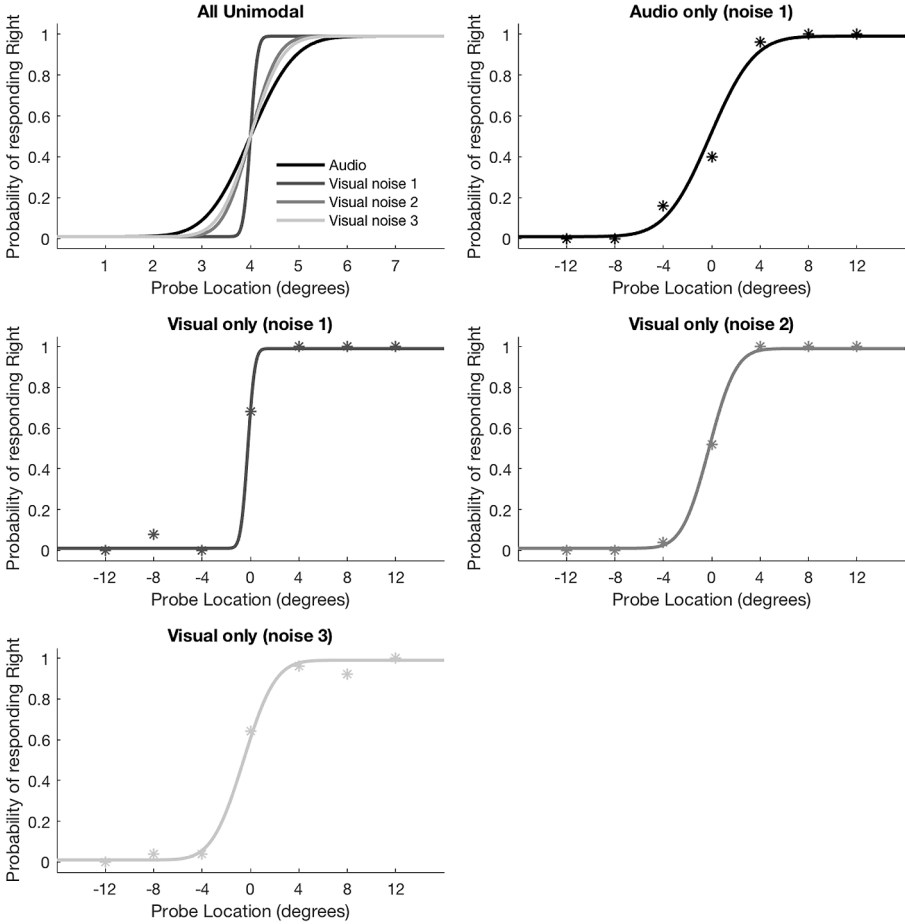 All Unimodal
Probability of responding Right
1
0.8
0.6
0.4
0.2
0
Audio
Visual noise 1
Visual noise 2
Visual noise 3
1 2 3 4 5 6 7
Probe Location (degrees)
Audio only (noise 1)
Probability of responding Right
1
0.8
0.6
0.4
0.2
0
-12 -8 -4 0 4 8 12
Probe Location (degrees)
Visual only (noise 1)
Probability of responding Right
1
0.8
0.6
0.4
0.2
0
-12 -8 -4 0 4 8 12
Probe Location (degrees)
Visual only (noise 2)
Probability of responding Right
1
0.8
0.6
0.4
0.2
0
-12 -8 -4 0 4 8 12
Probe Location (degrees)
Visual only (noise 3)
Probability of responding Right
1
0.8
0.6
0.4
0.2
0
-12 -8 -4 0 4 8 12
Probe Location (degrees)